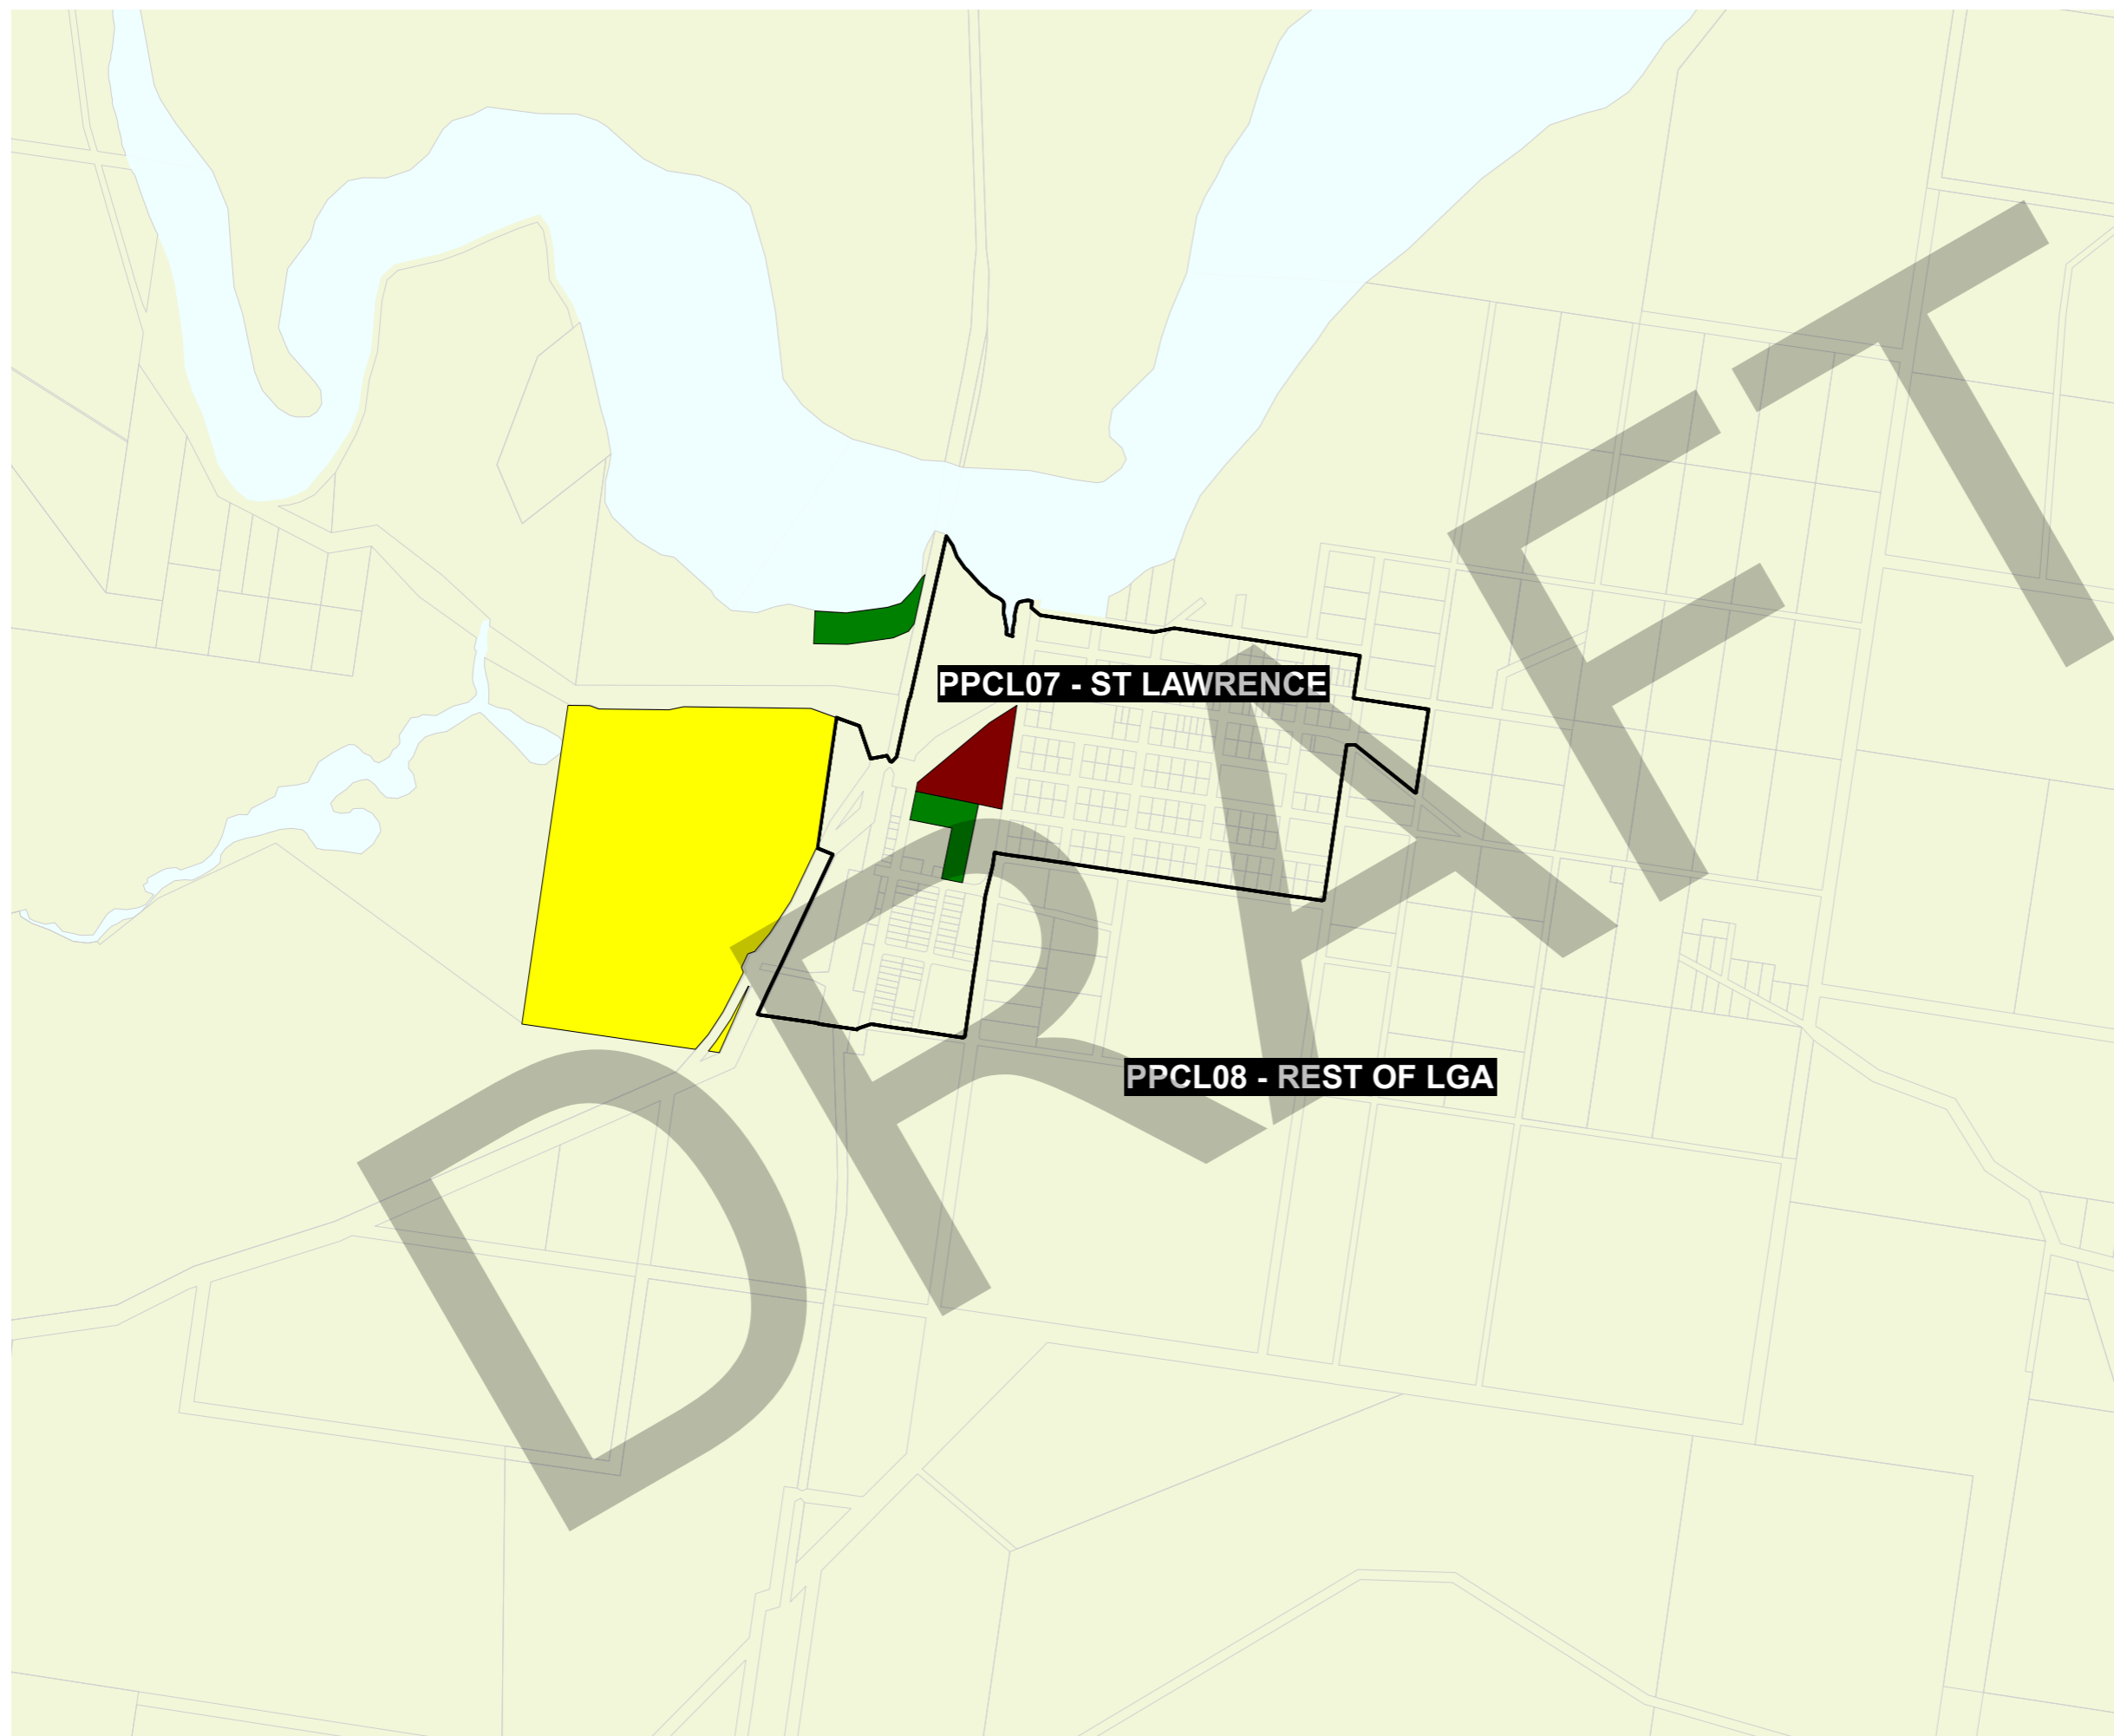 PPCL07 - ST LAWRENCE
PPCL08 - REST OF LGA
DRAFT